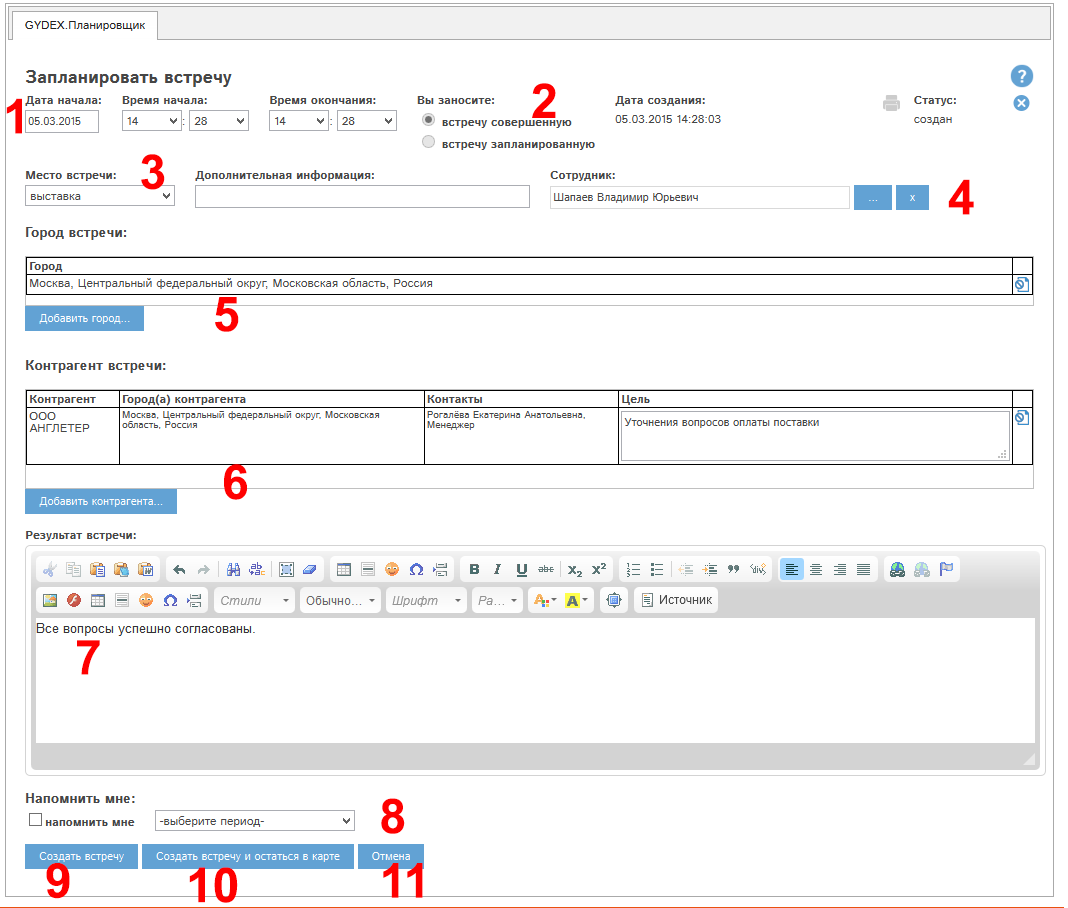 GYDEX.Планировщик
Запланировать встречу
?
1
Дата начала: Время начала: Время окончания: Вы заносите: 2 Дата создания: Статус:
05.03.2015 14 : 28 14 : 28 встречу совершенную 05.03.2015 14:28:03 создан
встречу запланированную
Место встречи: 3 Дополнительная информация: Сотрудник:
выставка Шапаев Владимир Юрьевич ... x 4
Город встречи:
Город
Москва, Центральный федеральный округ, Московская область, Россия
Добавить город... 5
Контрагент встречи:
Контрагент Город(а) контрагента Контакты Цель
ООО АНГЛЕТЕР Москва, Центральный федеральный округ, Московская область, Россия Рогалёва Екатерина Анатольевна, Менеджер Уточнения вопросов оплаты поставки
6
Добавить контрагента...
Результат встречи:
B I U abc x₂ x²
Стили Обычно... Шрифт Ра... A A Источник
Все вопросы успешно согласованы.
7
Напомнить мне:
напомнить мне -выберите период- 8
Создать встречу Создать встречу и остаться в карте Отмена
9 10 11